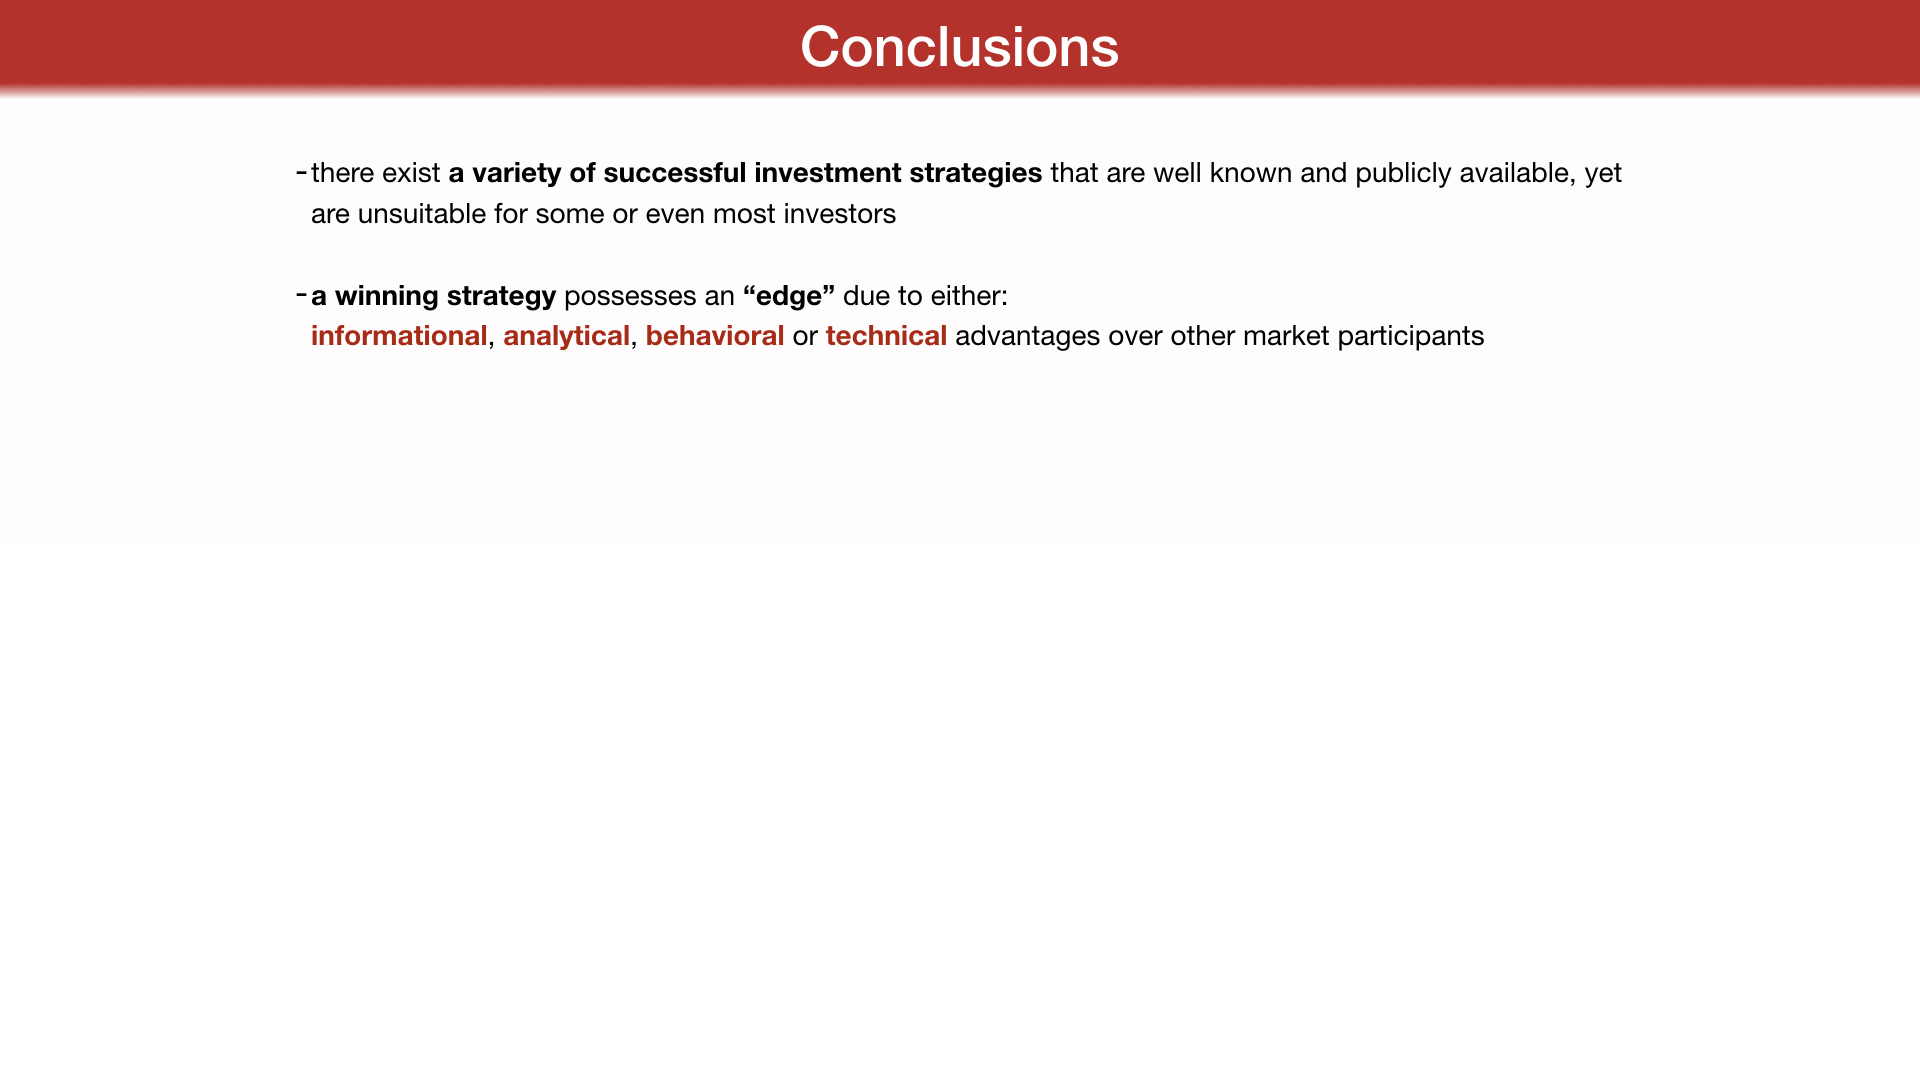 Conclusions
-there exist a variety of successful investment strategies that are well known and publicly available, yet
are unsuitable for some or even most investors
-a winning strategy possesses an “edge” due to either:
informational, analytical, behavioral or technical advantages over other market participants